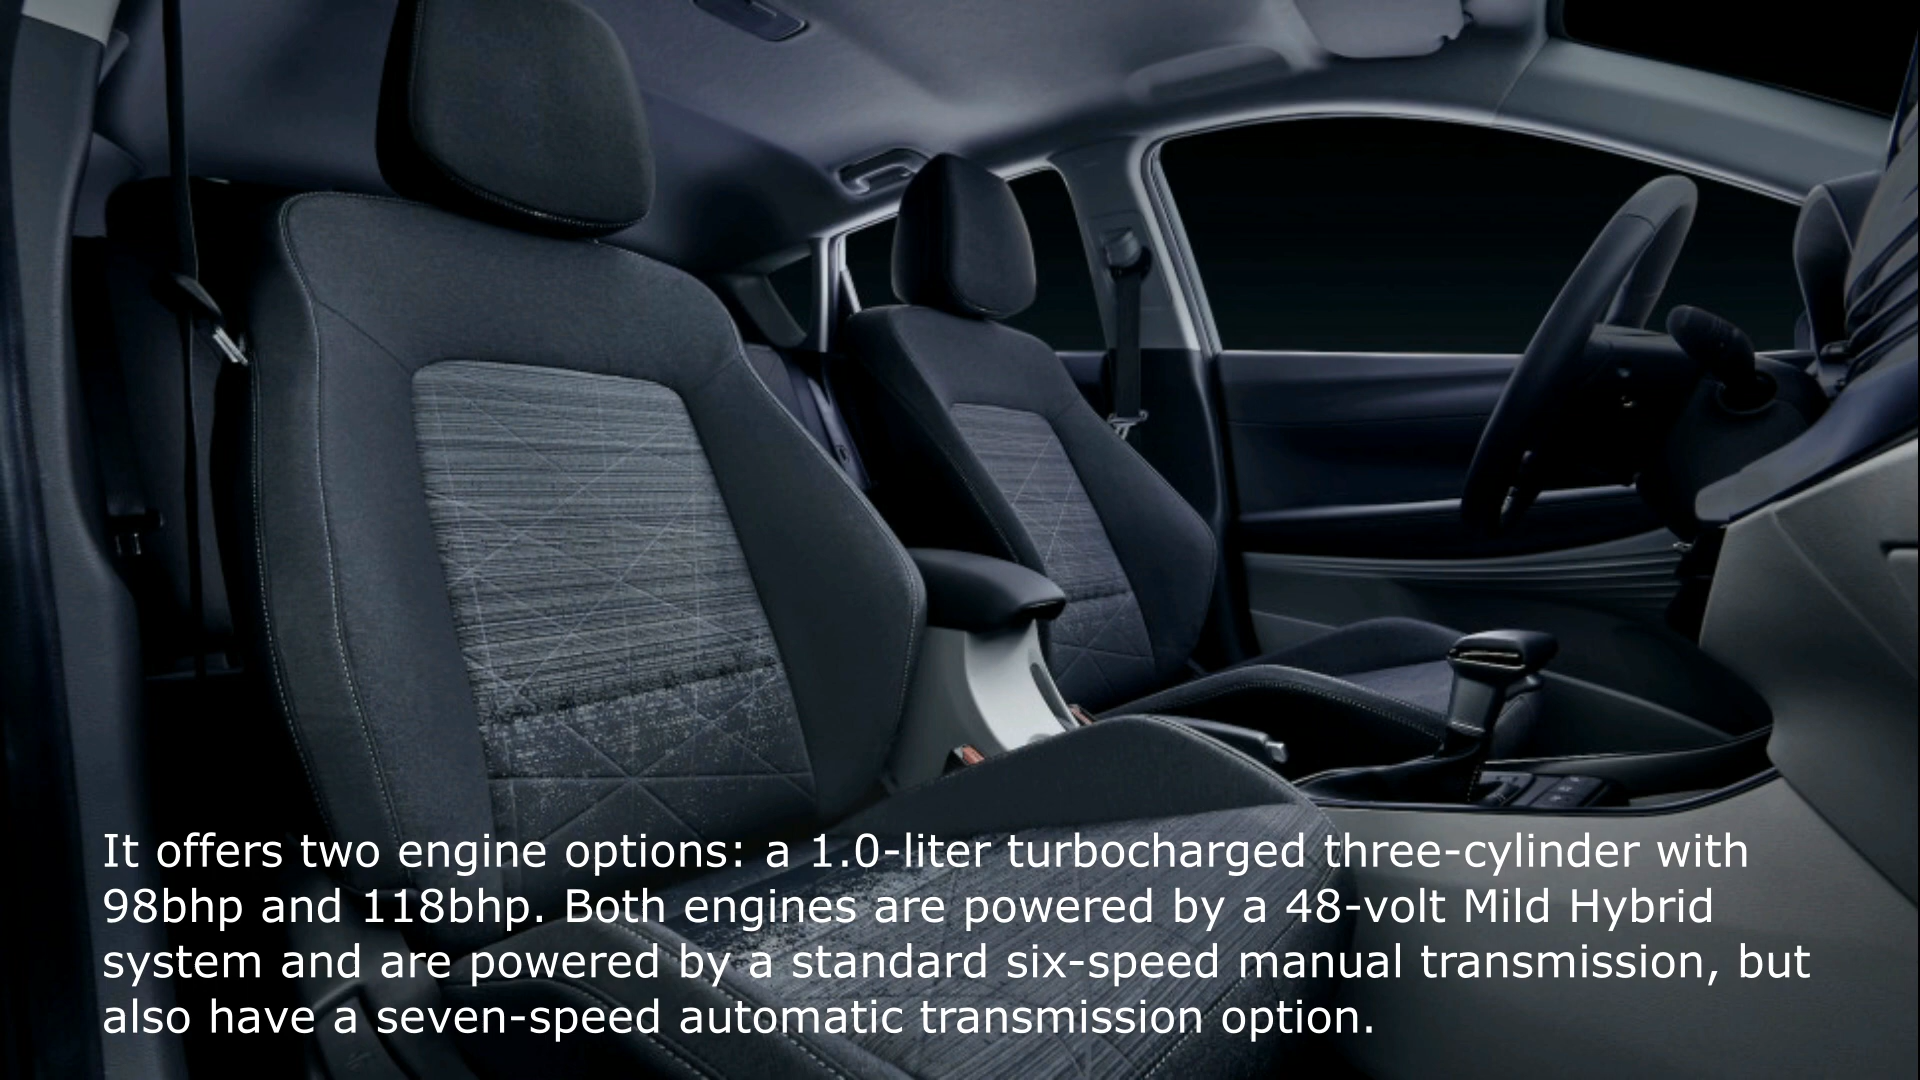 It offers two engine options: a 1.0-liter turbocharged three-cylinder with
98bhp and 118bhp. Both engines are powered by a 48-volt Mild Hybrid
system and are powered by a standard six-speed manual transmission, but
also have a seven-speed automatic transmission option.